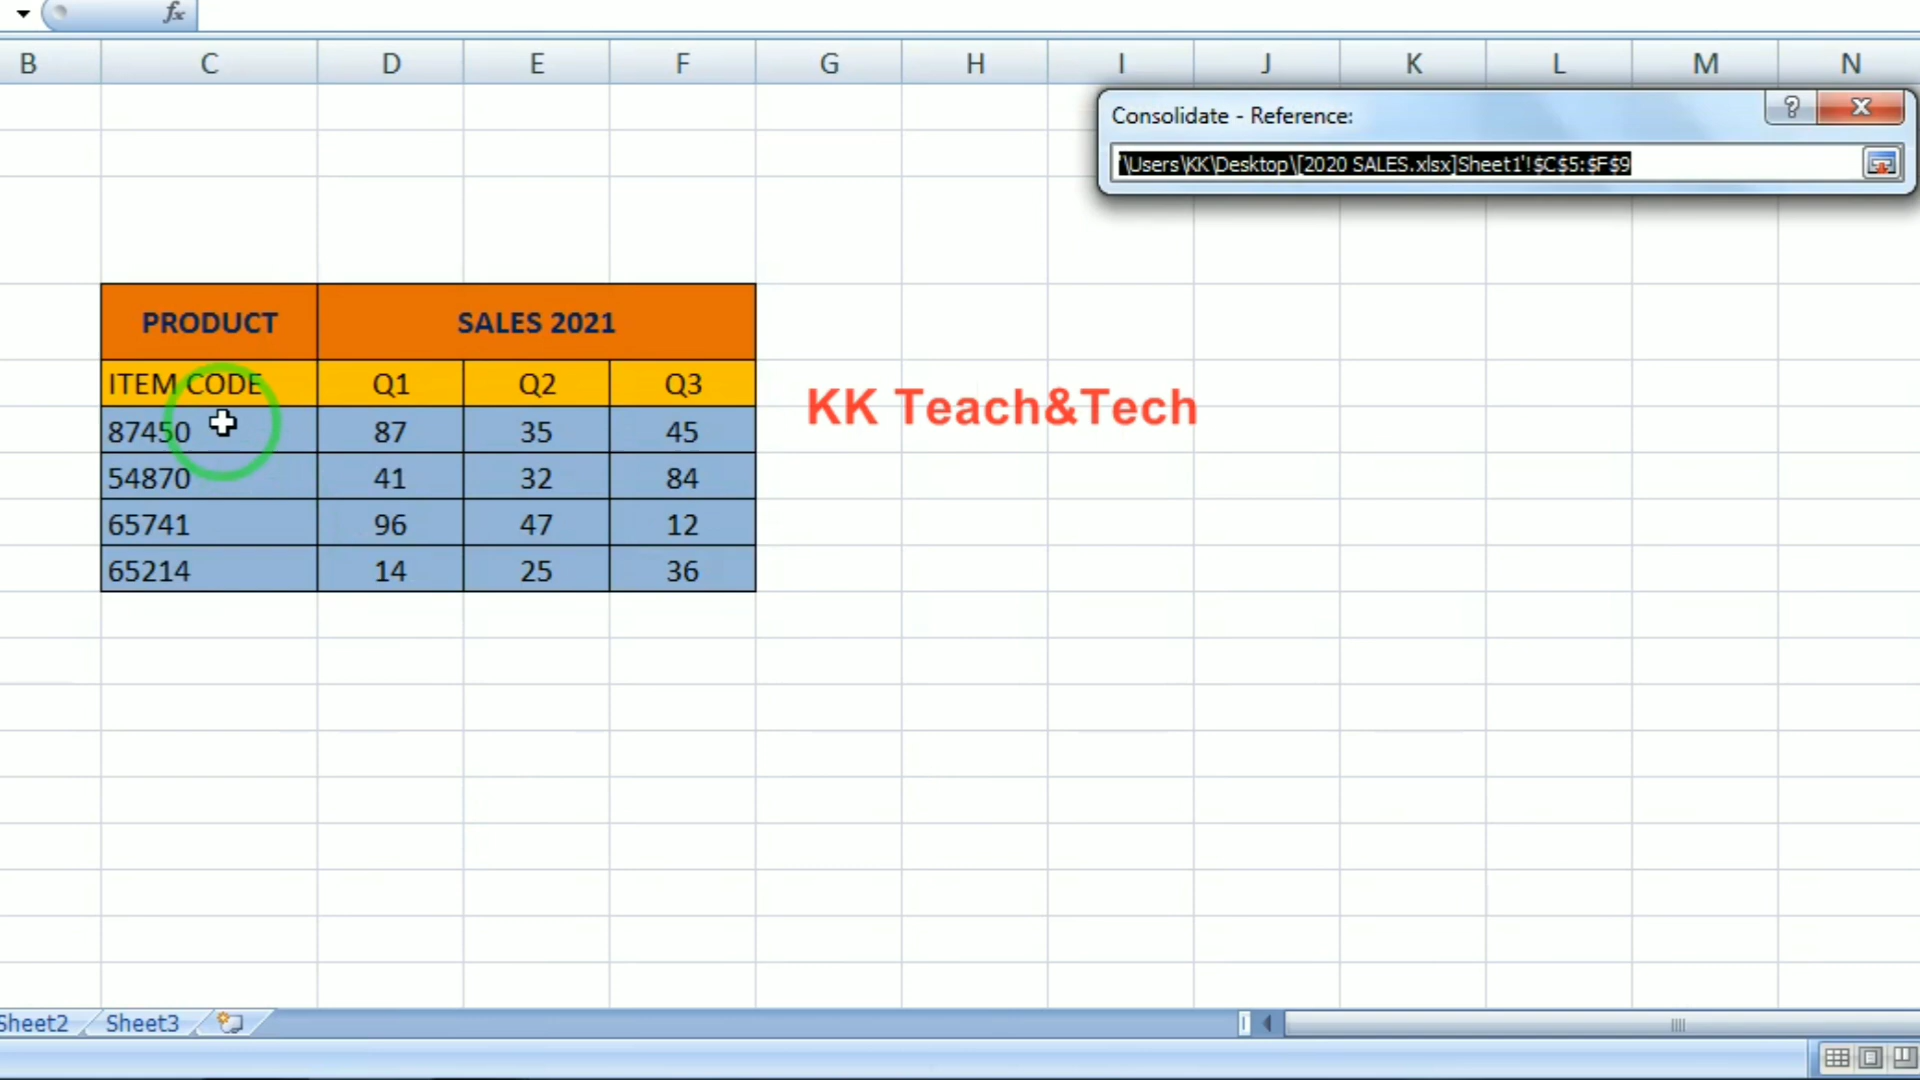 fx
B C D E F G H I J K L M N
Consolidate - Reference:
'\Users\KK\Desktop\[2020 SALES.xlsx]Sheet1'!$C$5:$F$9
PRODUCT SALES 2021
ITEM CODE Q1 Q2 Q3
87450 87 35 45
54870 41 32 84
65741 96 47 12
65214 14 25 36
KK Teach&Tech
Sheet2 Sheet3